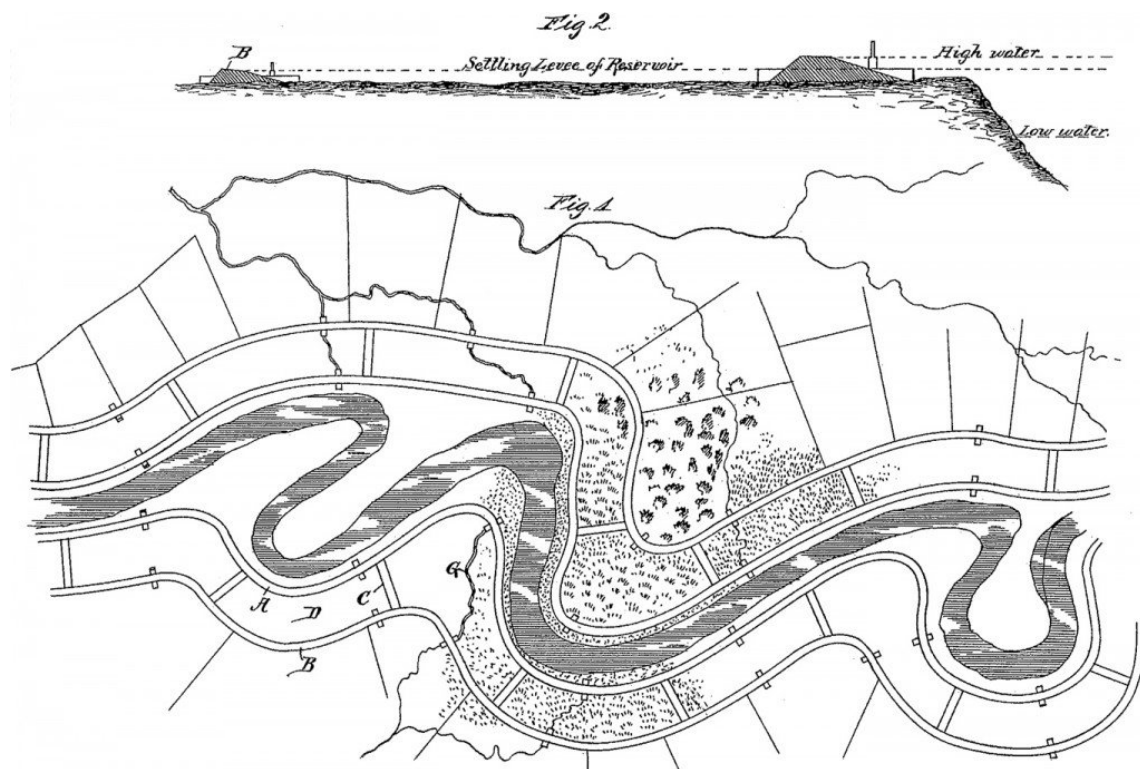 Fig. 2.
B
Settling Levee of Reservoir
High water
Low water.
Fig. 1
G
A
D
C
B